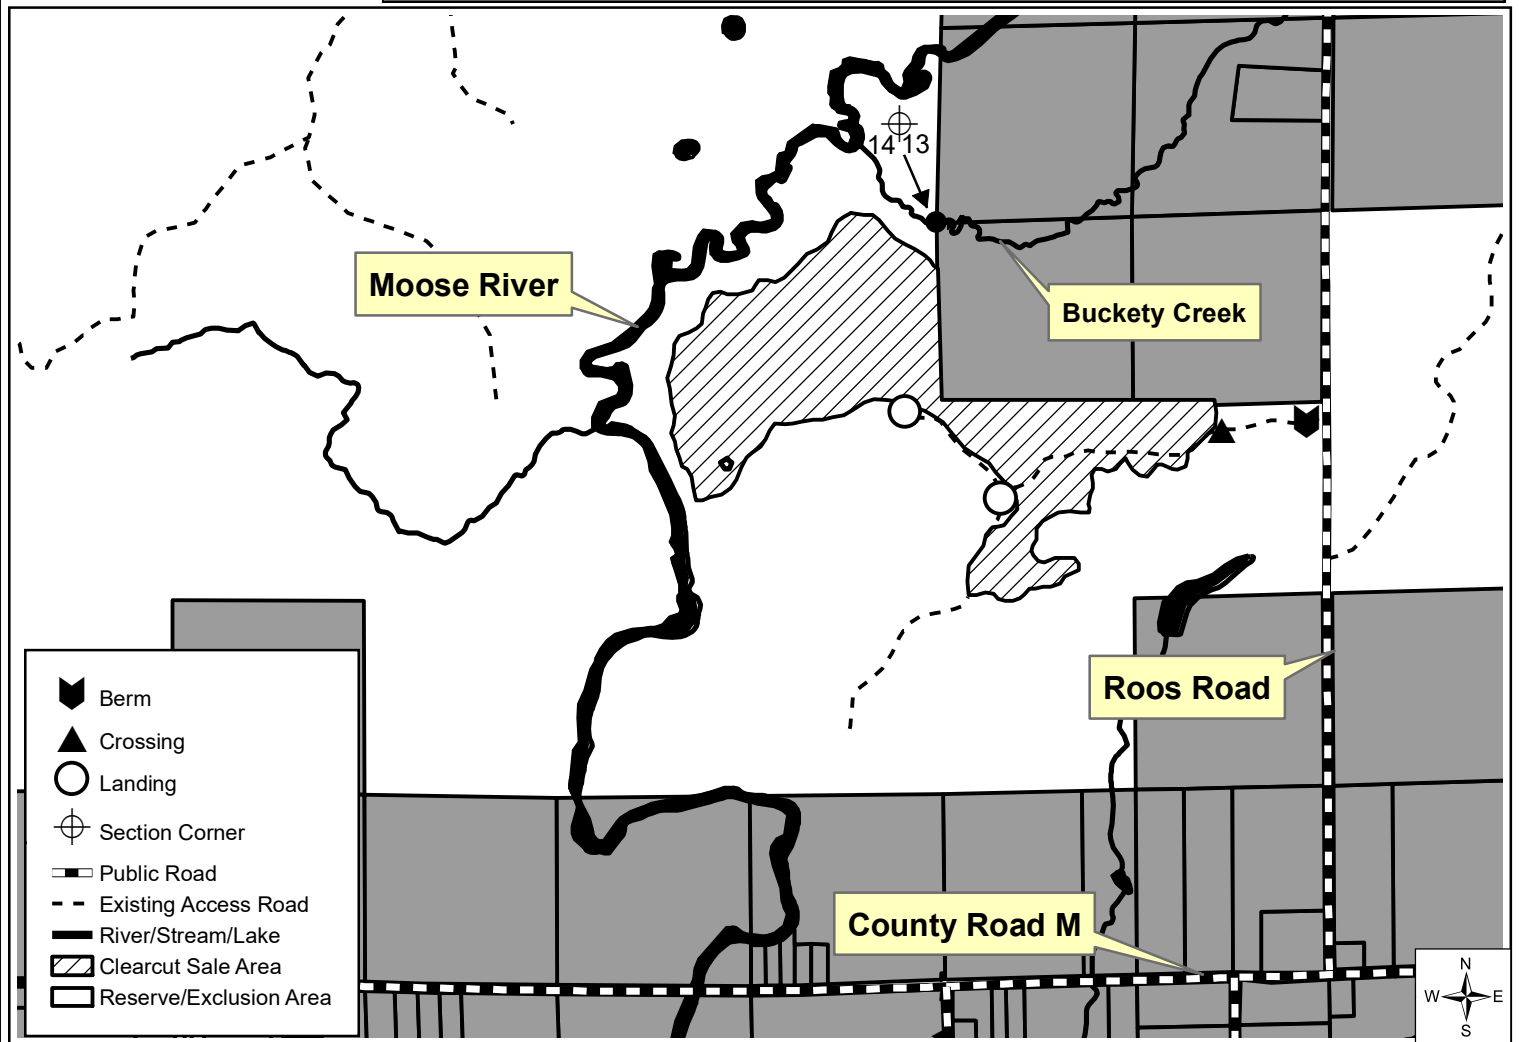 14 13
Moose River
Buckety Creek
Roos Road
County Road M
Berm
Crossing
Landing
Section Corner
Public Road
Existing Access Road
River/Stream/Lake
Clearcut Sale Area
Reserve/Exclusion Area
N
W E
S